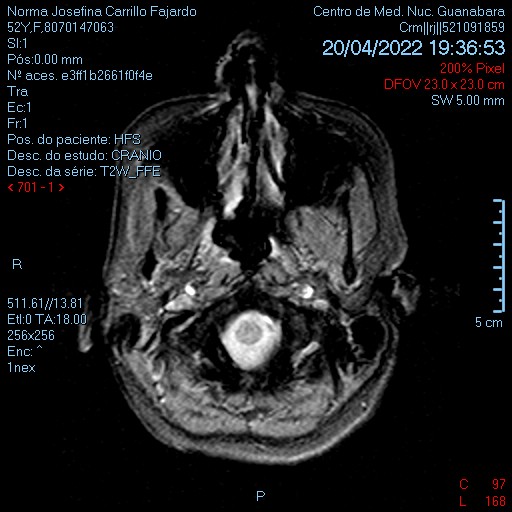 Norma Josefina Carrillo Fajardo
52Y,F,8070147063
Sl:1
Pós:0.00 mm
Nº aces. e3ff1b2661f0f4e
Tra
Ec:1
Fr:1
Pos. do paciente: HFS
Desc. do estudo: CRANIO
Desc. da série: T2W_FFE
< 701 - 1 >
Centro de Med. Nuc. Guanabara
Crm||rj||521091859
20/04/2022 19:36:53
200% Pixel
DFOV 23.0 x 23.0 cm
SW 5.00 mm
R
5 cm
511.61//13.81
Etl:0 TA:18.00
256x256
Enc: ^
1nex
P
C 97
L 168